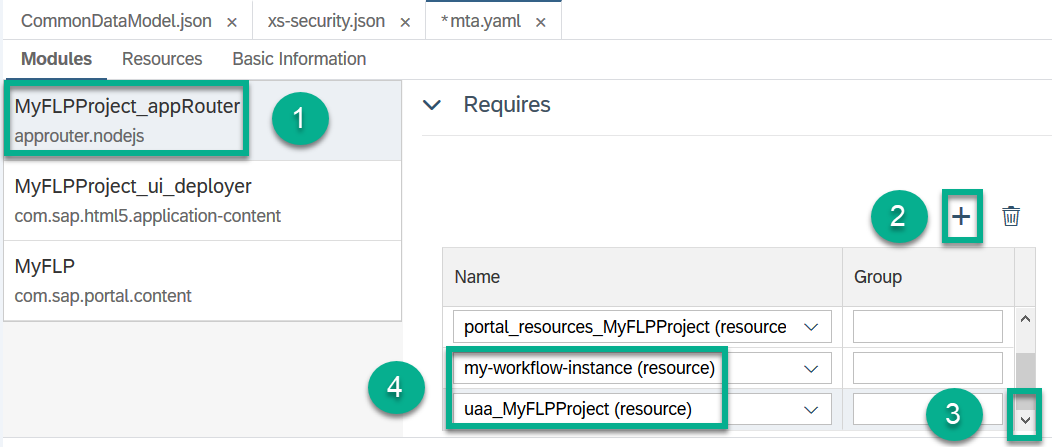 CommonDataModel.json × xs-security.json × *mta.yaml ×
Modules Resources Basic Information
MyFLPProject_appRouter
approuter.nodejs
1
Requires
MyFLPProject_ui_deployer
com.sap.html5.application-content
2 +
MyFLP
com.sap.portal.content
Name Group
portal_resources_MyFLPProject (resource
my-workflow-instance (resource)
4
uaa_MyFLPProject (resource)
3